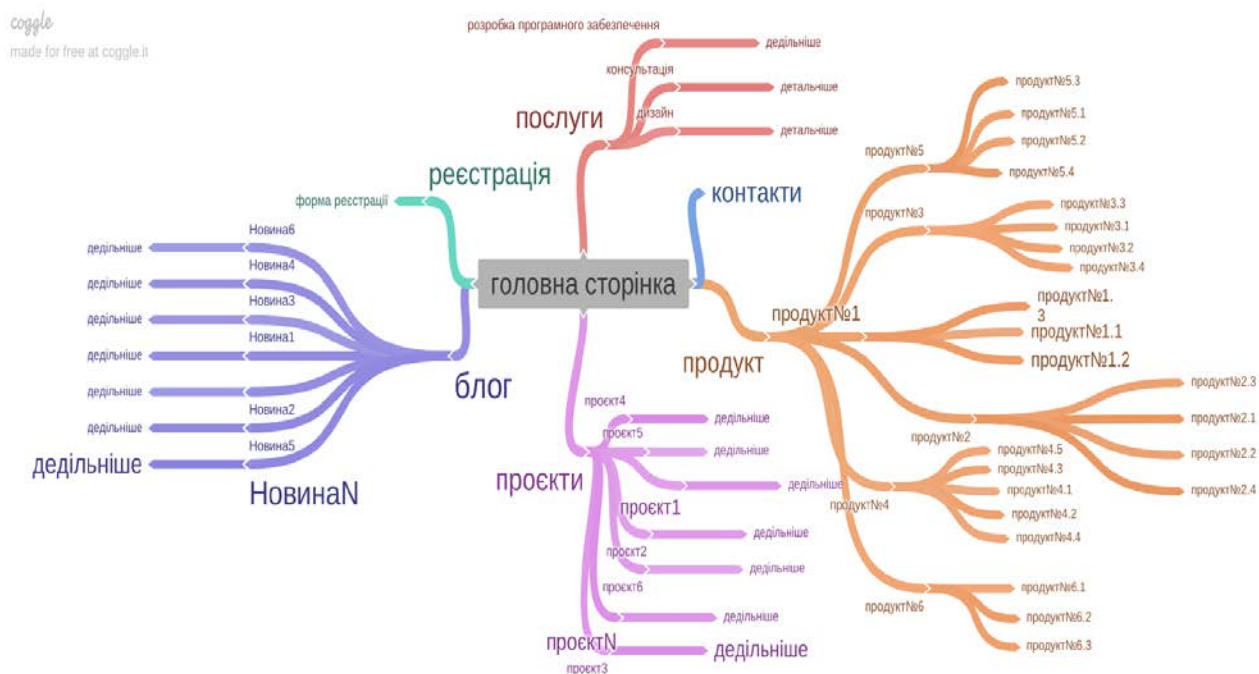 coggle
made for free at coggle.it
розробка програмного забезпечення
дедільніше
консультація
детальніше
дизайн
детальніше
послуги
реєстрація
форма реєстрації
контакти
головна сторінка
Новина6
дедільніше
Новина4
дедільніше
Новина3
дедільніше
Новина1
дедільніше
дедільніше
Новина2
дедільніше
Новина5
дедільніше
НовинаN
блог
проєкти
проєкт4
дедільніше
проєкт5
дедільніше
дедільніше
проєкт1
дедільніше
проєкт2
дедільніше
проєкт6
дедільніше
проєктN
дедільніше
проєкт3
продукт
продукт№5
продукт№5.3
продукт№5.1
продукт№5.2
продукт№5.4
продукт№3
продукт№3.3
продукт№3.1
продукт№3.2
продукт№3.4
продукт№1
продукт№1.
3
продукт№1.1
продукт№1.2
продукт№2
продукт№2.3
продукт№2.1
продукт№2.2
продукт№2.4
продукт№4
продукт№4.5
продукт№4.3
продукт№4.1
продукт№4.2
продукт№4.4
продукт№6
продукт№6.1
продукт№6.2
продукт№6.3